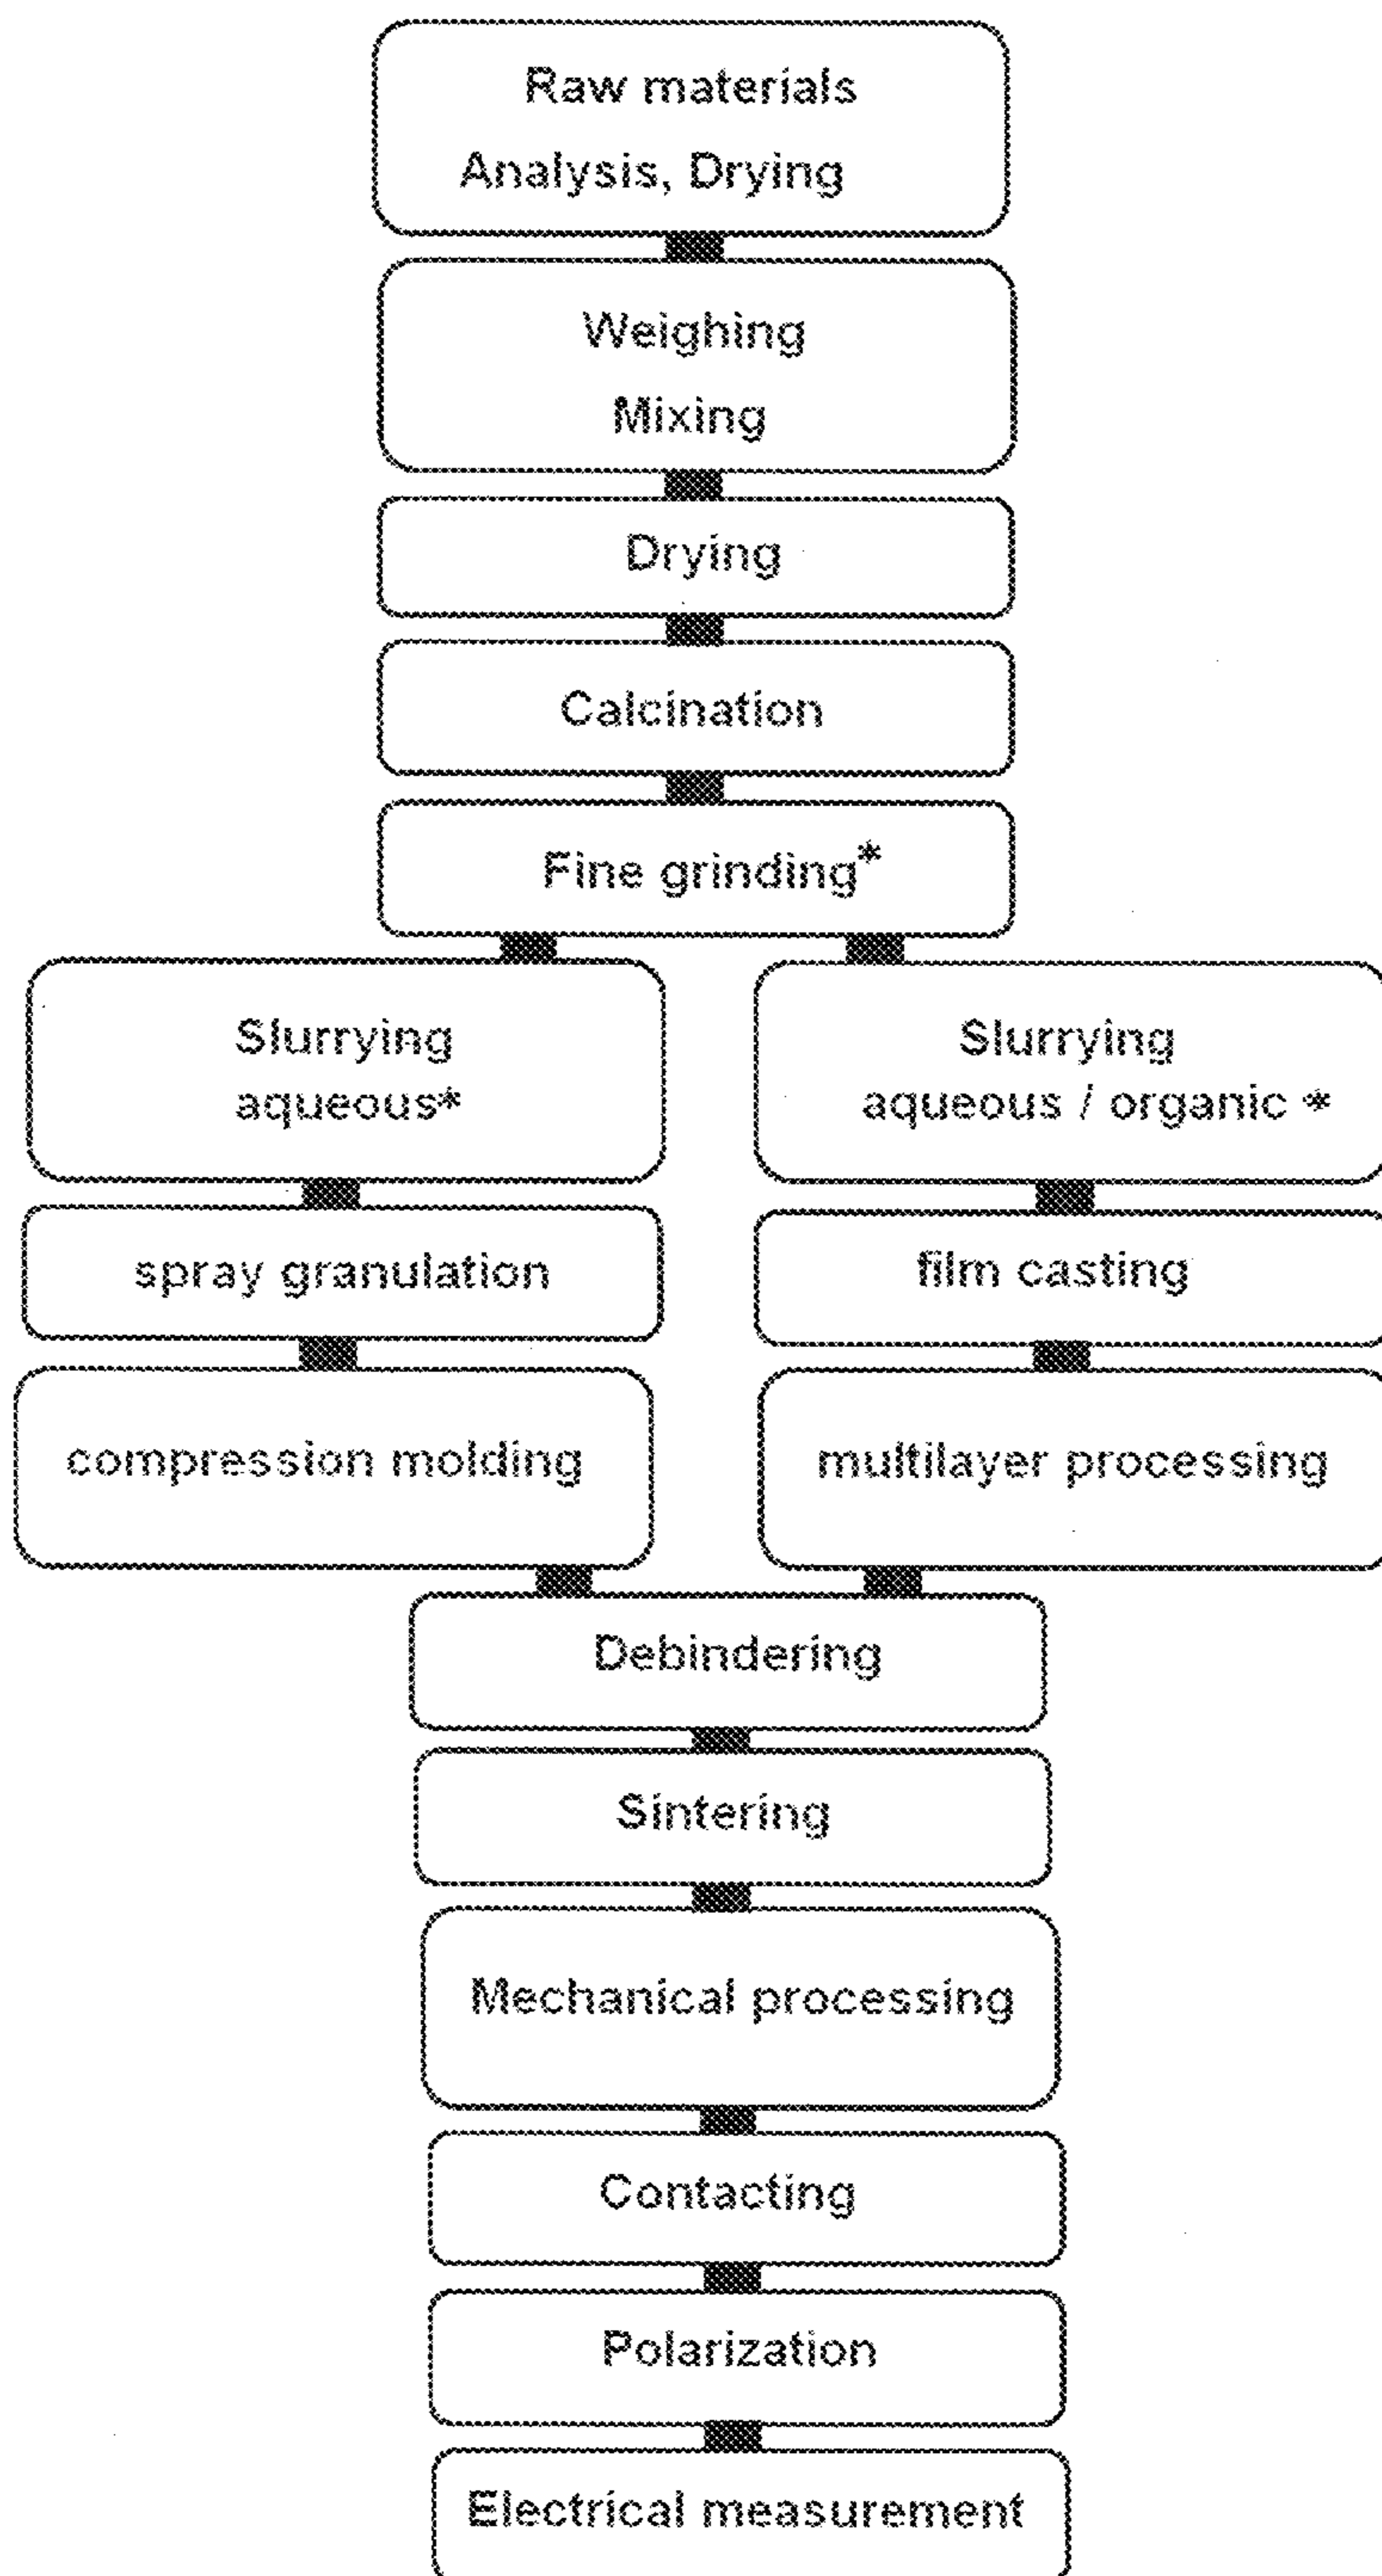 Raw materials
Analysis, Drying
Weighing
Mixing
Drying
Calcination
Fine grinding*
Slurrying
aqueous*
Slurrying
aqueous / organic *
spray granulation
film casting
compression molding
multilayer processing
Debindering
Sintering
Mechanical processing
Contacting
Polarization
Electrical measurement